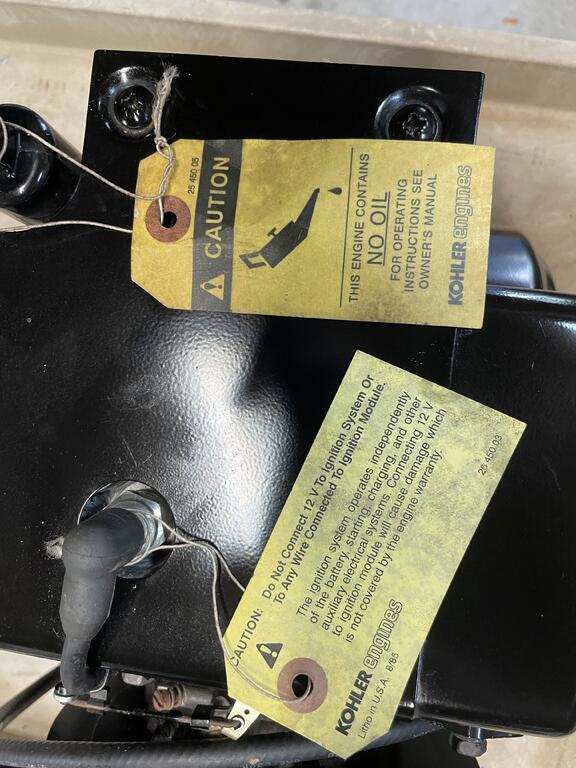 25 450 05
CAUTION
THIS ENGINE CONTAINS
NO OIL
FOR OPERATING
INSTRUCTIONS SEE
OWNER'S MANUAL
KOHLER engines
CAUTION: Do Not Connect 12 V To Ignition System Or
To Any Wire Connected To Ignition Module.
The ignition system operates independently
of the battery, starting, charging, and other
auxiliary electrical systems. Connecting 12 V
to ignition module will cause damage which
is not covered by the engine warranty.
KOHLER engines
Litho in U.S.A. 8/85
25 450 03